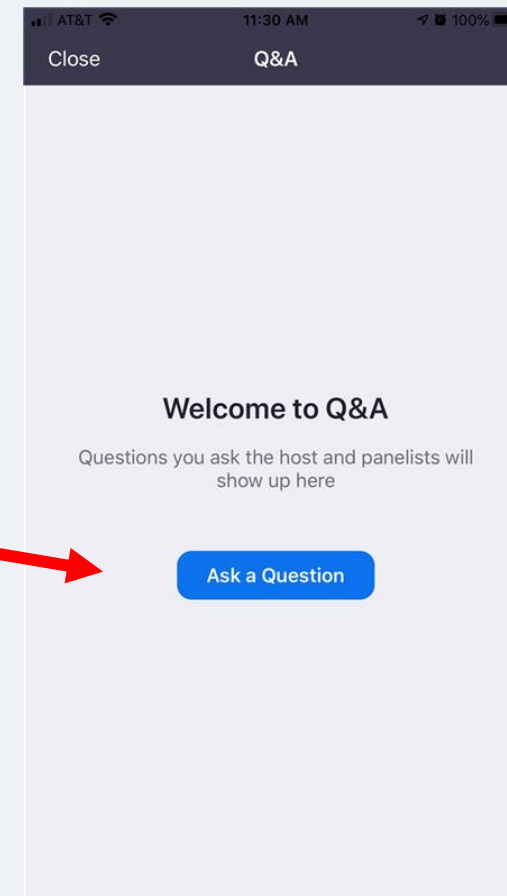 AT&T 11:30 AM 100%
Close Q&A
Welcome to Q&A
Questions you ask the host and panelists will
show up here
Ask a Question